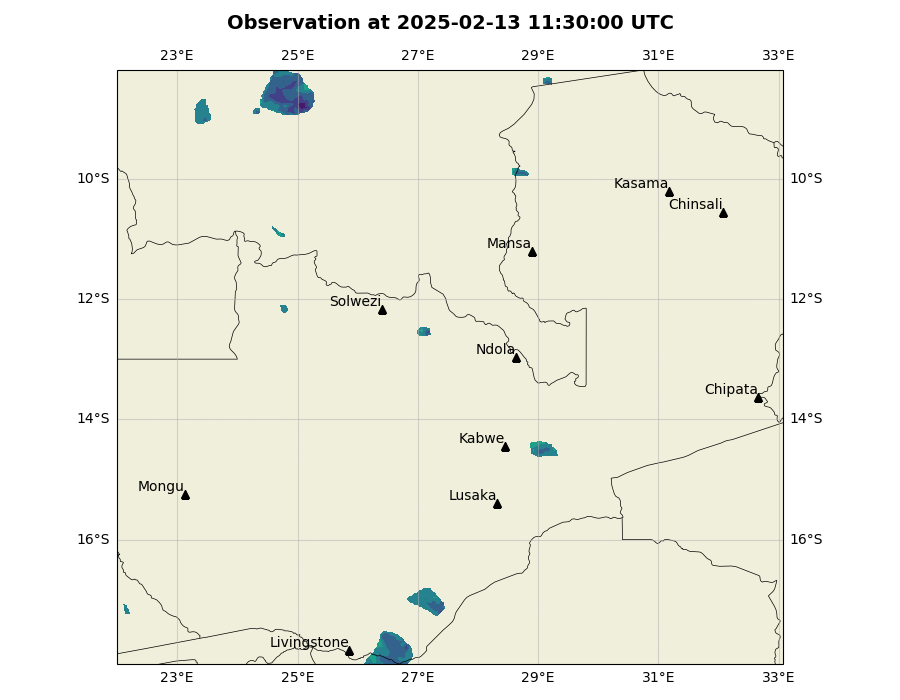 Observation at 2025-02-13 11:30:00 UTC
23°E 25°E 27°E 29°E 31°E 33°E
10°S 10°S
Kasama
Chinsali
Mansa
12°S 12°S
Solwezi
Ndola
Chipata
14°S 14°S
Kabwe
Mongu
Lusaka
16°S 16°S
Livingstone
23°E 25°E 27°E 29°E 31°E 33°E